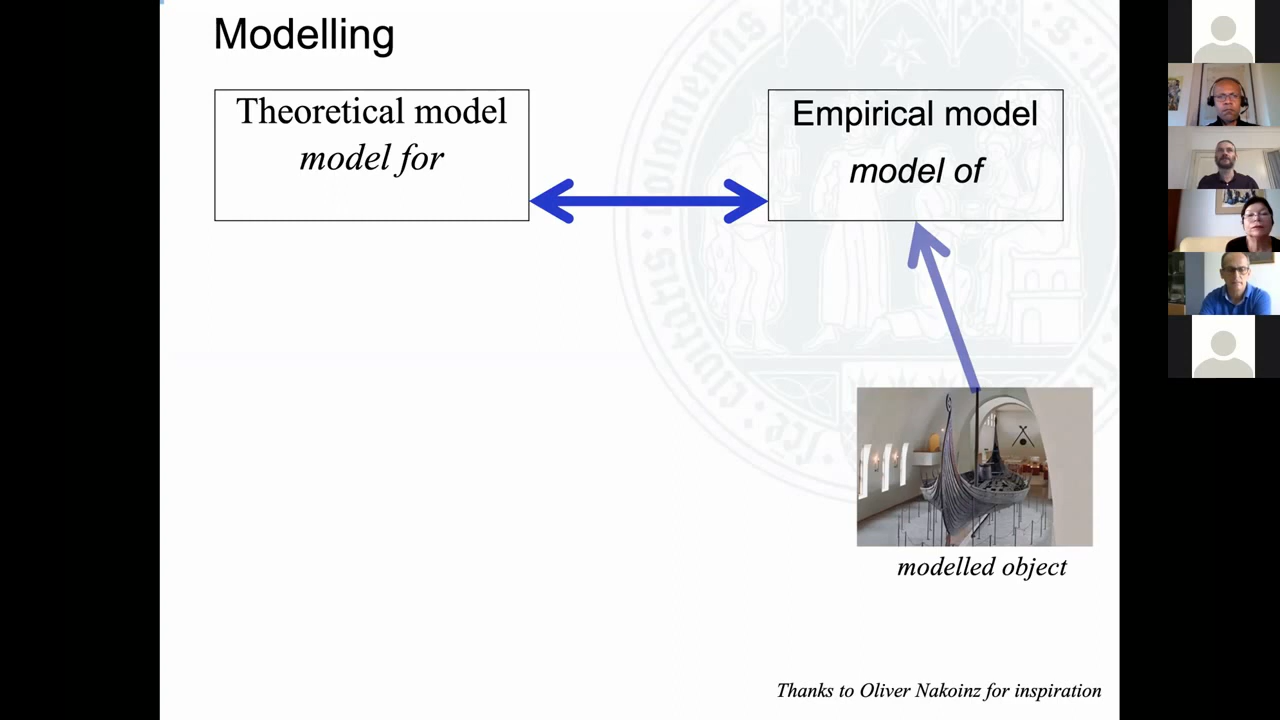 Modelling
Theoretical model
model for
Empirical model
model of
modelled object
Thanks to Oliver Nakoinz for inspiration